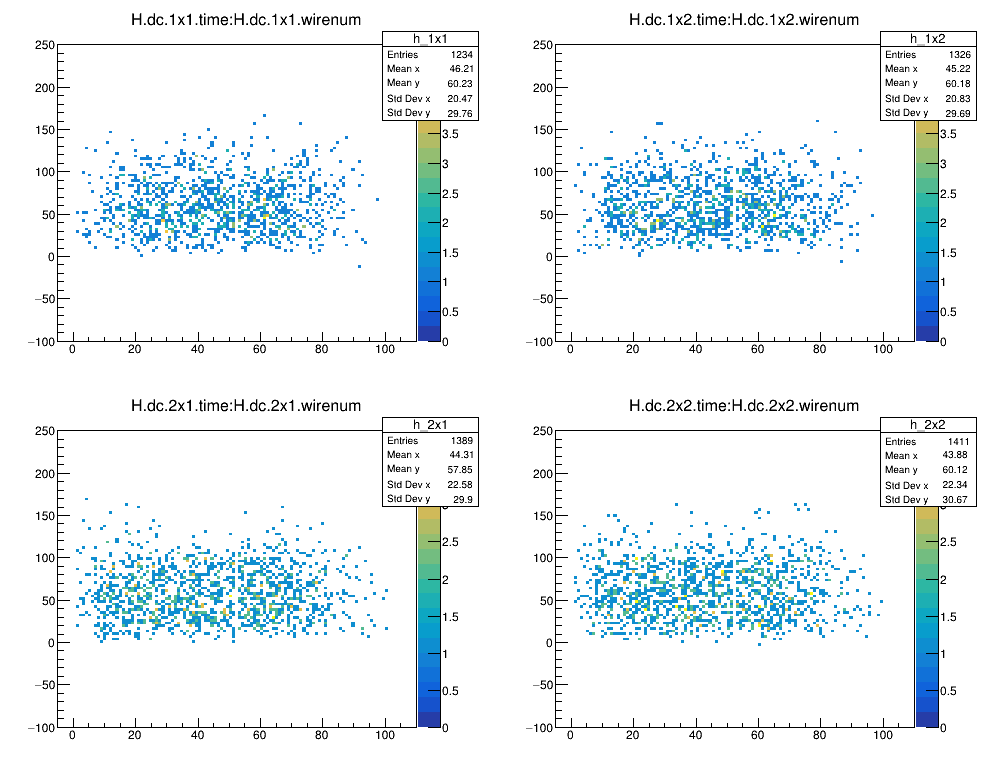 H.dc.1x1.time:H.dc.1x1.wirenum
h_1x1
Entries 1234
Mean x 46.21
Mean y 60.23
Std Dev x 20.47
Std Dev y 29.76
250
200
150
100
50
0
−50
−100
0 20 40 60 80 100
3.5
3
2.5
2
1.5
1
0.5
0
H.dc.1x2.time:H.dc.1x2.wirenum
h_1x2
Entries 1326
Mean x 45.22
Mean y 60.18
Std Dev x 20.83
Std Dev y 29.69
250
200
150
100
50
0
−50
−100
0 20 40 60 80 100
3.5
3
2.5
2
1.5
1
0.5
0
H.dc.2x1.time:H.dc.2x1.wirenum
h_2x1
Entries 1389
Mean x 44.31
Mean y 57.85
Std Dev x 22.58
Std Dev y 29.9
250
200
150
100
50
0
−50
−100
0 20 40 60 80 100
2.5
2
1.5
1
0.5
0
H.dc.2x2.time:H.dc.2x2.wirenum
h_2x2
Entries 1411
Mean x 43.88
Mean y 60.12
Std Dev x 22.34
Std Dev y 30.67
250
200
150
100
50
0
−50
−100
0 20 40 60 80 100
2.5
2
1.5
1
0.5
0